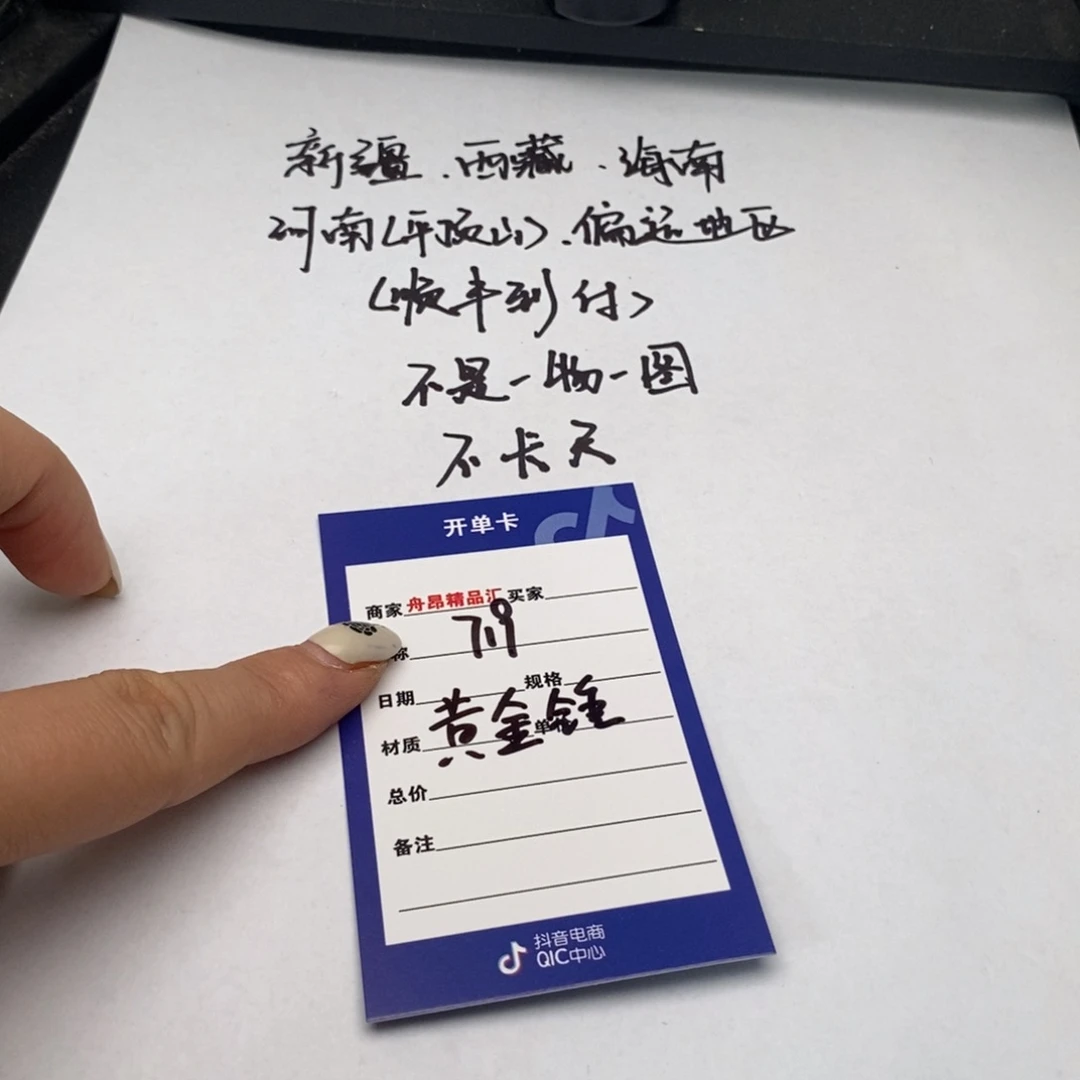 新疆.西藏.海南
河南(平顶山).偏远地区
(顺丰到付)
不是一物一图
不卡天
开单卡
商家 舟昂精品汇 买家
称 719
日期 规格
材质 黄金 单
总价
备注
抖音电商
QIC中心